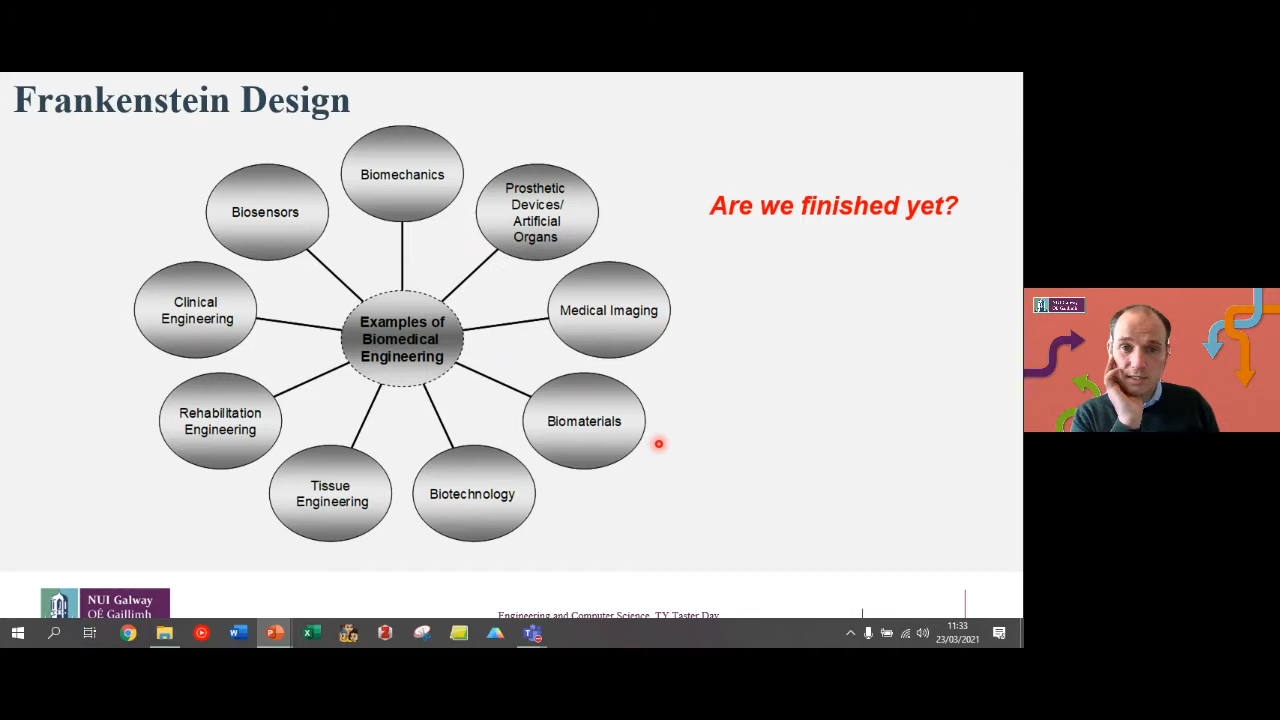 Frankenstein Design
Biomechanics
Prosthetic
Devices/
Artificial
Organs
Biosensors
Are we finished yet?
Clinical
Engineering
Medical Imaging
Examples of
Biomedical
Engineering
Rehabilitation
Engineering
Biomaterials
Tissue
Engineering
Biotechnology
NUI Galway
OÉ Gaillimh
Engineering and Computer Science, TY Taster Day
11:33
23/03/2021